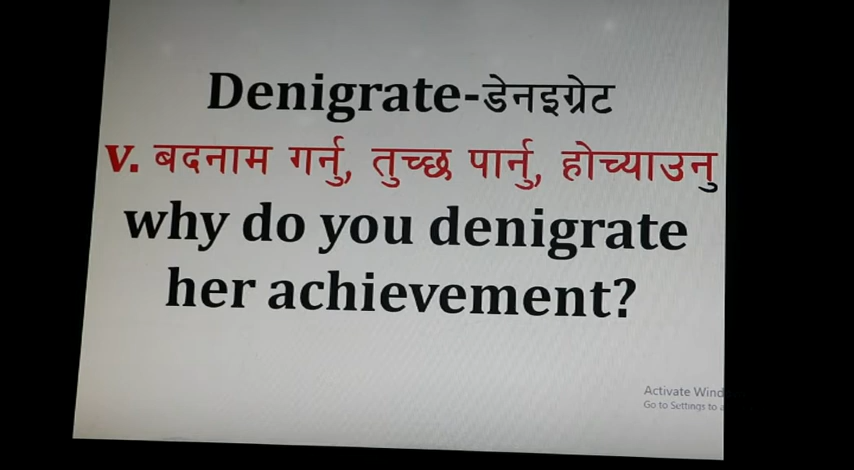 Denigrate-डेनइग्रेट
v. बदनाम गर्नु, तुच्छ पार्नु, होच्याउनु
why do you denigrate
her achievement?
Activate Wind
Go to Settings to a